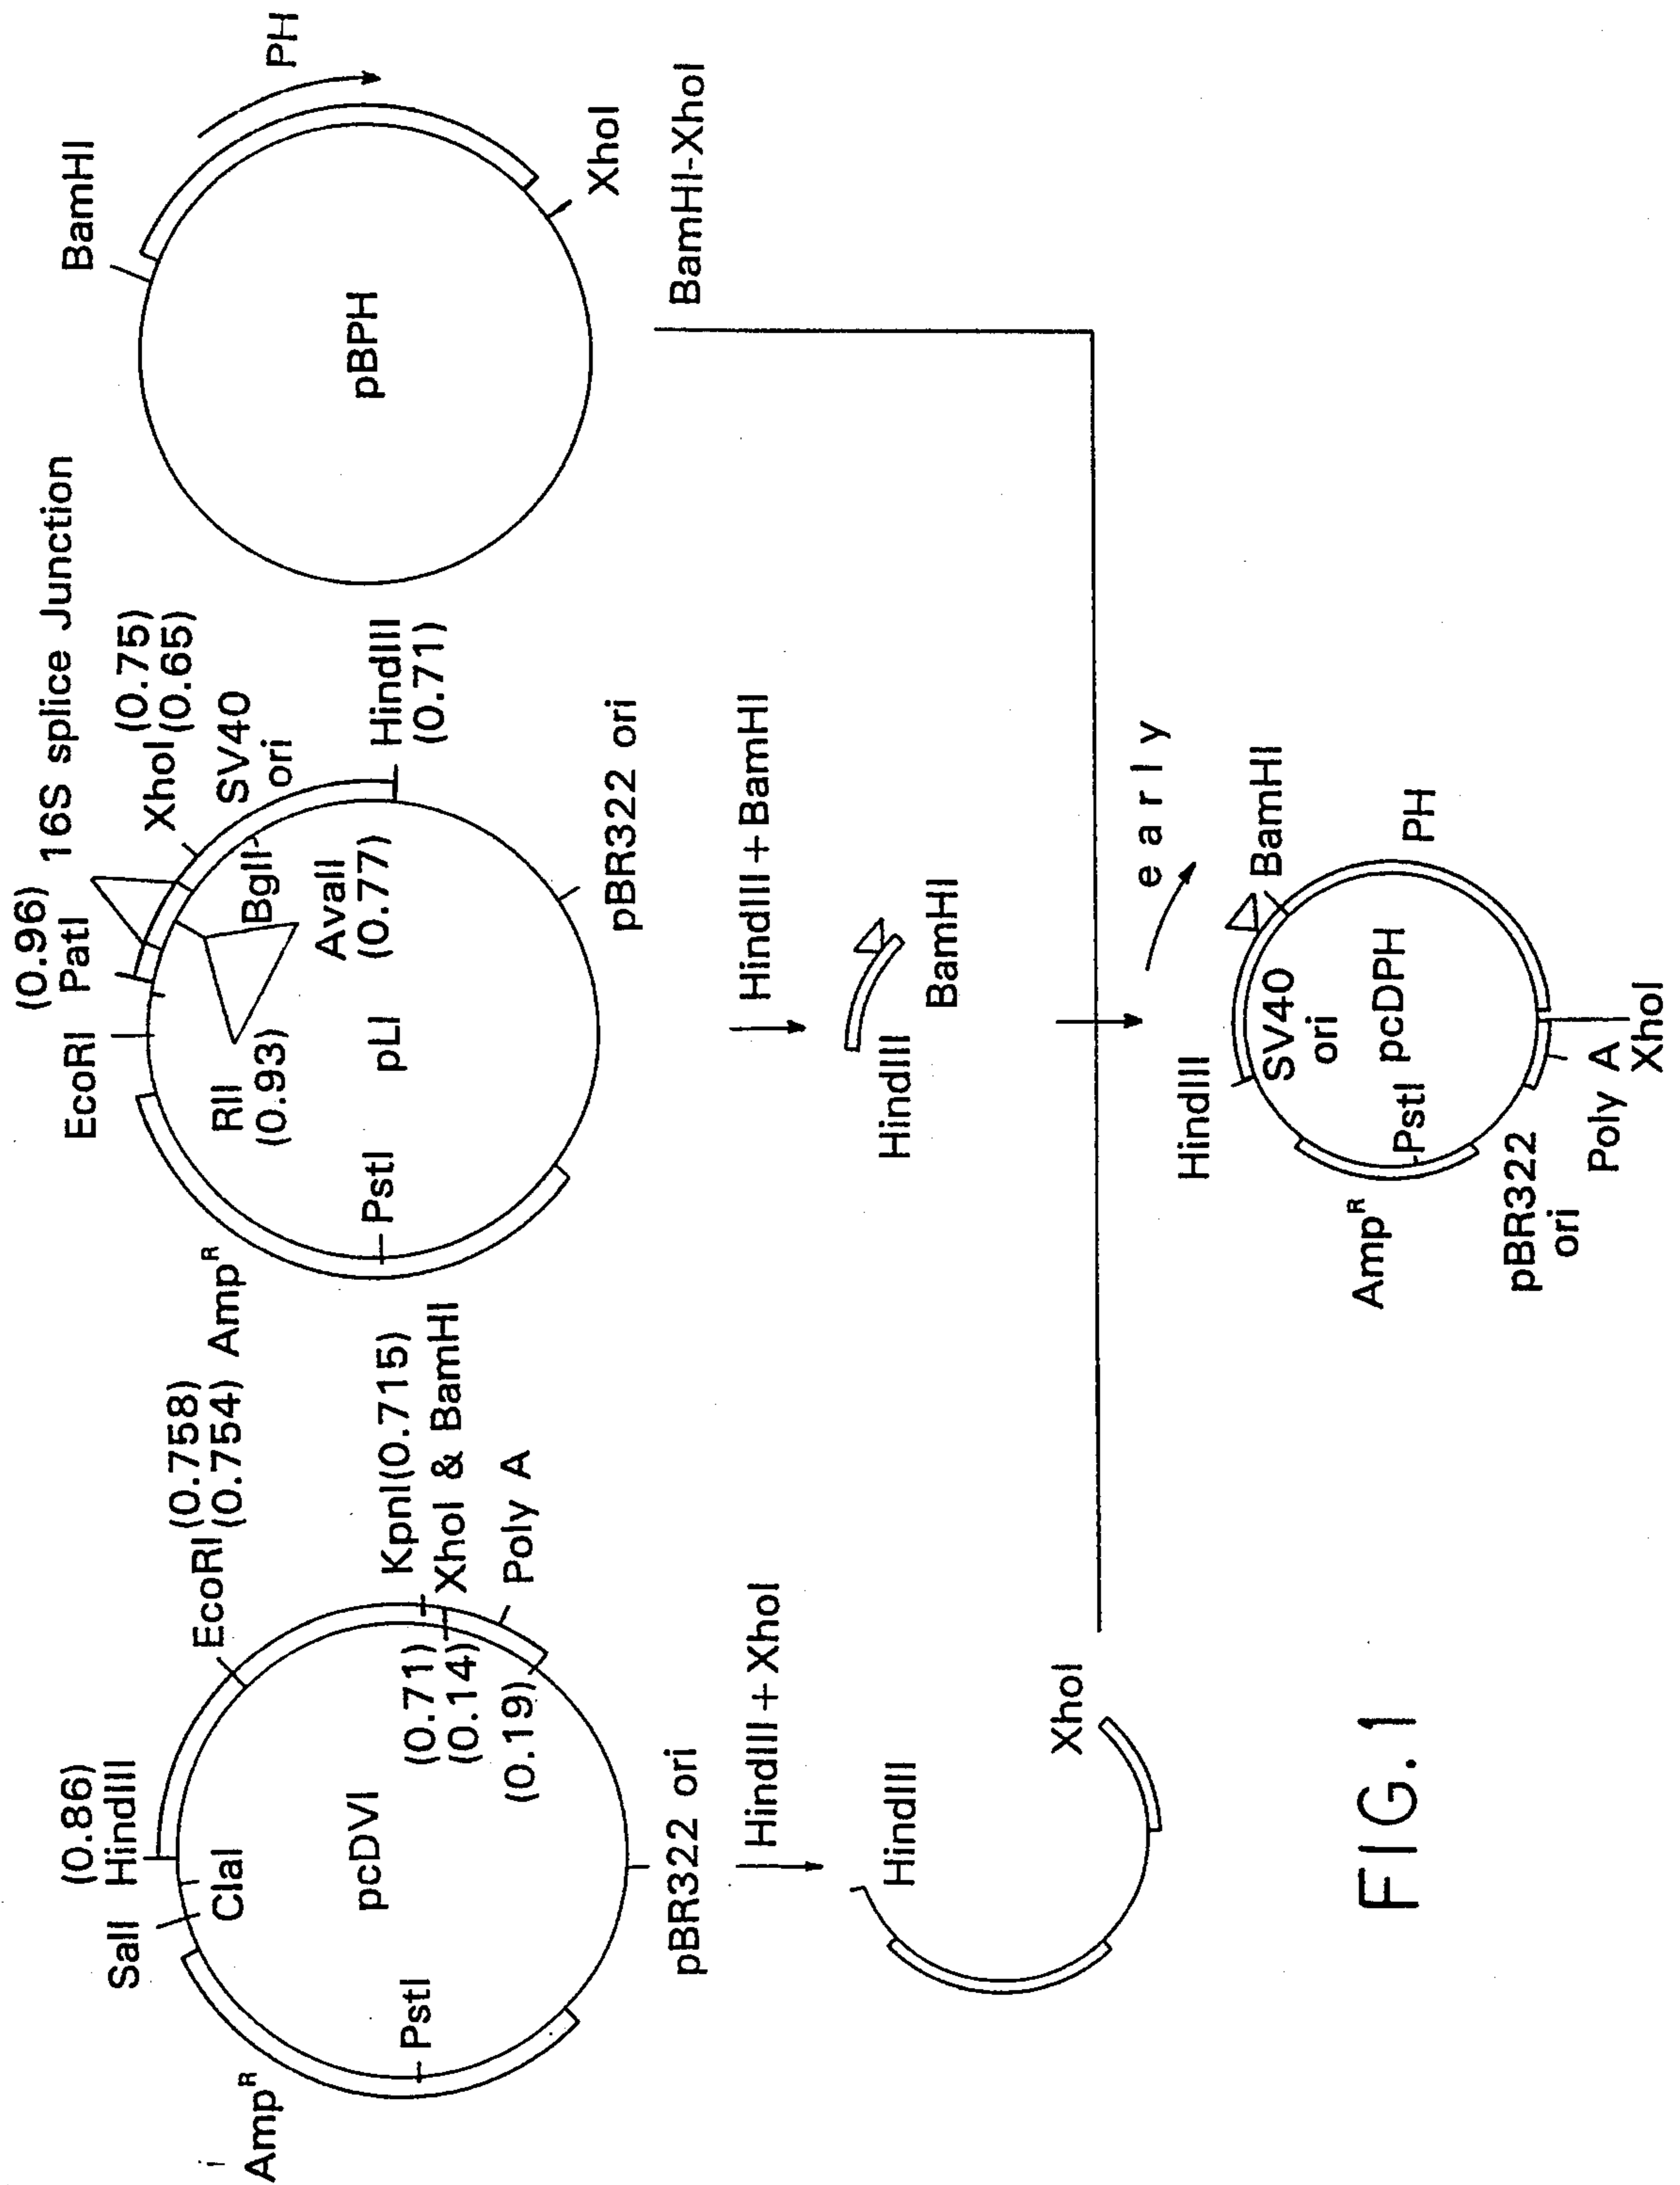 (0.86)
SalI HindIII
ClaI
EcoRI (0.758)
(0.754)
pcDVI
KpnI(0.715)
XhoI & BamHI
(0.71)
(0.14)
Poly A
(0.19)
PstI
Amp^R
pBR322 ori
HindIII + XhoI
HindIII
XhoI
(0.96)
EcoRI PatI
16S splice Junction
XhoI (0.75)
(0.65)
SV40
ori
BglI
RII
(0.93)
AvaII
(0.77)
HindIII
(0.71)
pLI
PstI
Amp^R
pBR322 ori
HindIII + BamHI
HindIII
BamHI
BamHI
PH
pBPH
XhoI
BamHI-XhoI
early
HindIII
BamHI
SV40
ori
pcDPH
PstI
PH
Amp^R
pBR322
ori
Poly A
XhoI
FIG. 1